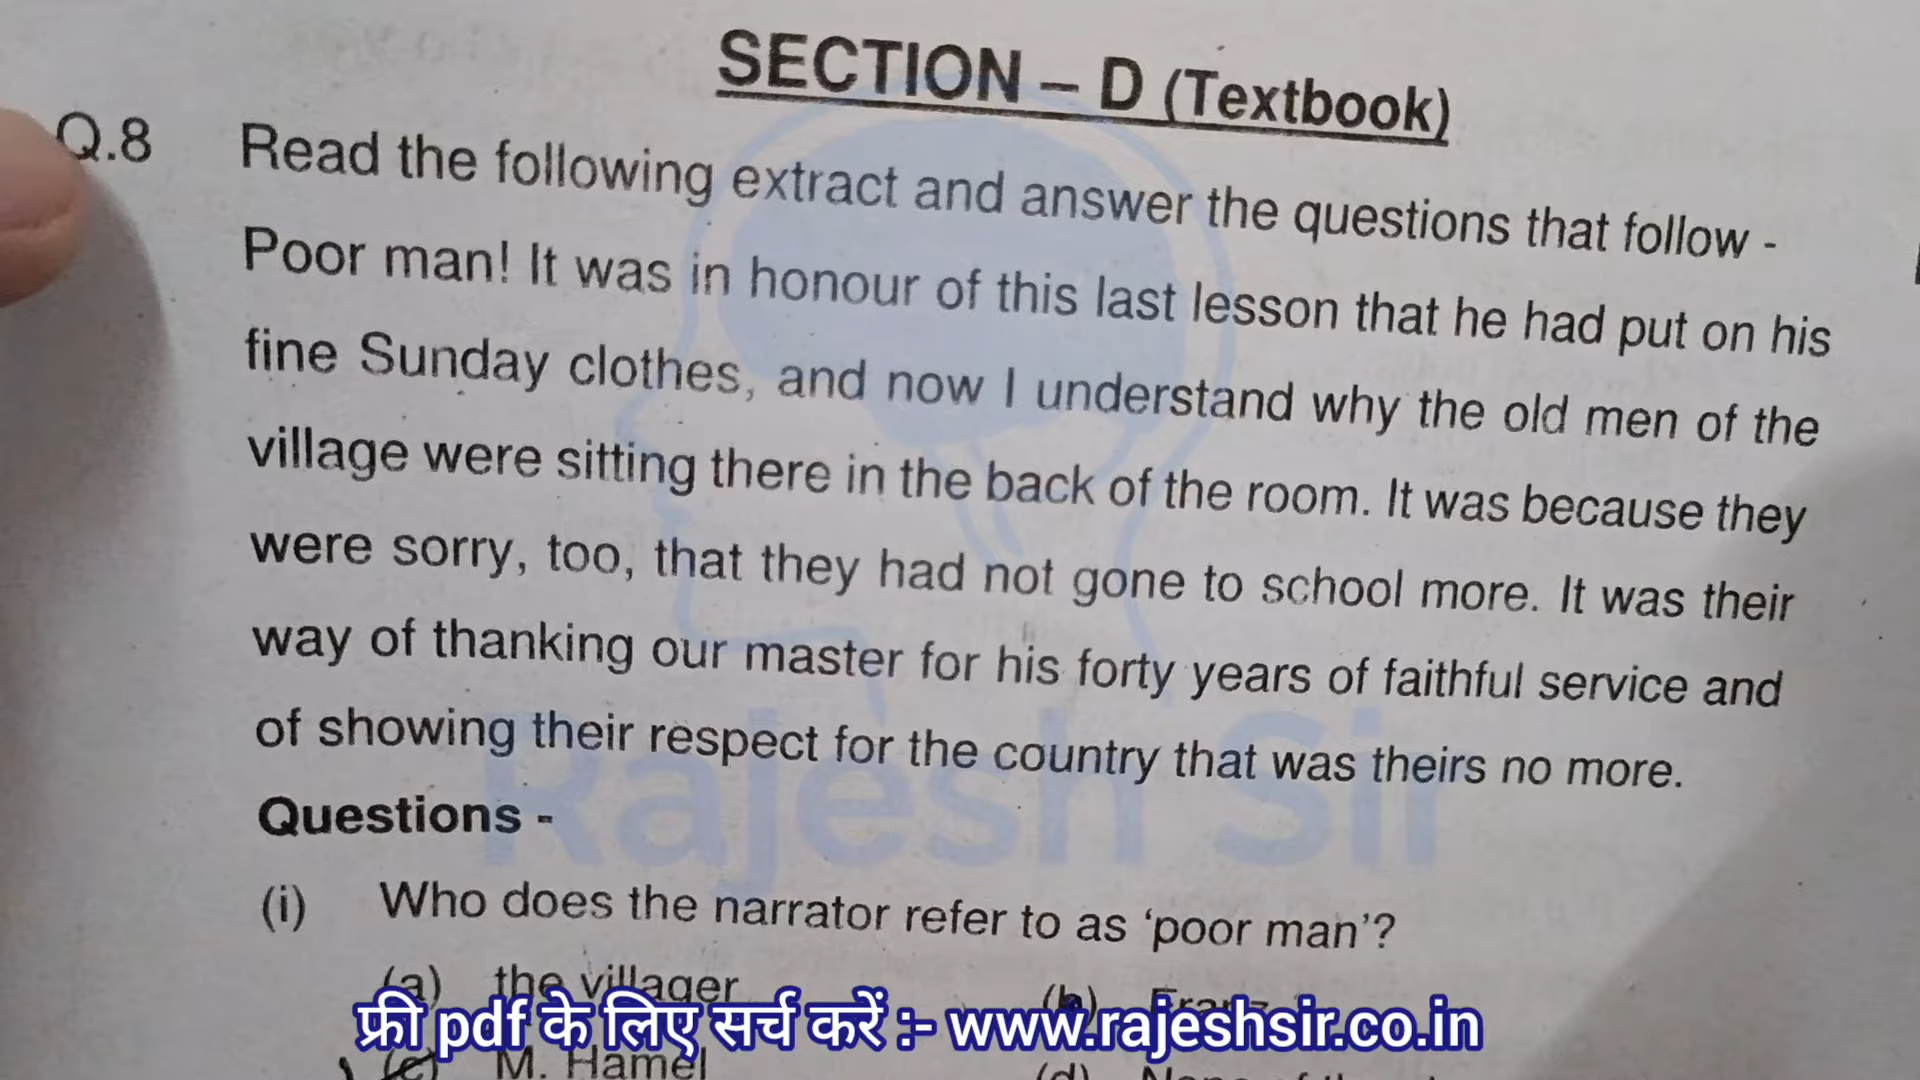 SECTION – D (Textbook)
Q.8 Read the following extract and answer the questions that follow -
Poor man! It was in honour of this last lesson that he had put on his
fine Sunday clothes, and now I understand why the old men of the
village were sitting there in the back of the room. It was because they
were sorry, too, that they had not gone to school more. It was their
way of thanking our master for his forty years of faithful service and
of showing their respect for the country that was theirs no more.
Rajesh Sir
Questions -
(i) Who does the narrator refer to as ‘poor man’?
(a) the villager (b) Franz
फ्री pdf के लिए सर्च करें :- www.rajeshsir.co.in
(c) M. Hamel (d) None of